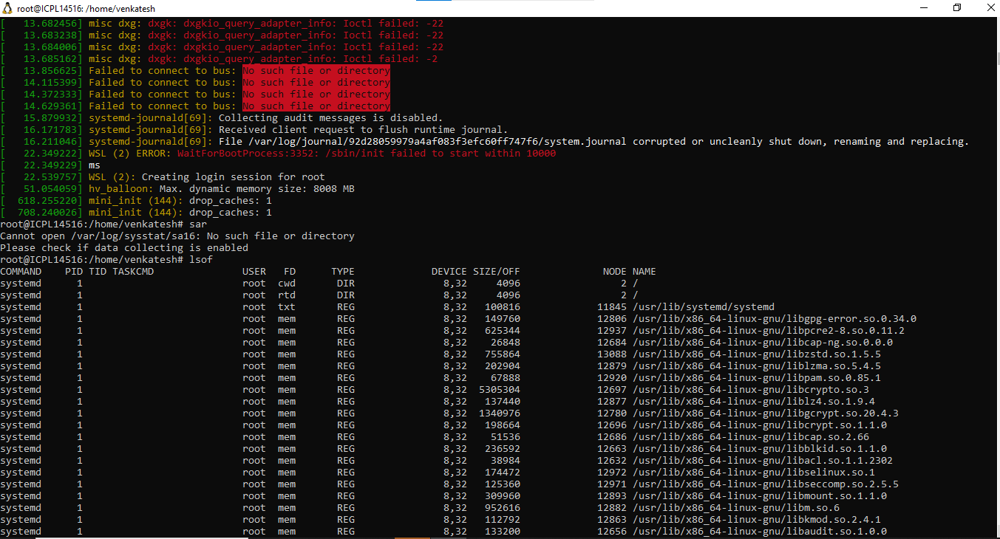 root@ICPL14516: /home/venkatesh
[   13.682456] misc dxg: dxgk: dxgkio_query_adapter_info: Ioctl failed: -22
[   13.683238] misc dxg: dxgk: dxgkio_query_adapter_info: Ioctl failed: -22
[   13.684006] misc dxg: dxgk: dxgkio_query_adapter_info: Ioctl failed: -22
[   13.685162] misc dxg: dxgk: dxgkio_query_adapter_info: Ioctl failed: -2
[   13.856625] Failed to connect to bus: No such file or directory
[   14.115399] Failed to connect to bus: No such file or directory
[   14.372333] Failed to connect to bus: No such file or directory
[   14.629361] Failed to connect to bus: No such file or directory
[   15.879932] systemd-journald[69]: Collecting audit messages is disabled.
[   16.171783] systemd-journald[69]: Received client request to flush runtime journal.
[   16.211046] systemd-journald[69]: File /var/log/journal/92d28059979a4af083f3efc60ff747f6/system.journal corrupted or uncleanly shut down, renaming and replacing.
[   22.349222] WSL (2) ERROR: WaitForBootProcess:3352: /sbin/init failed to start within 10000
[   22.349229] ms
[   22.539757] WSL (2): Creating login session for root
[   51.054059] hv_balloon: Max. dynamic memory size: 8008 MB
[  618.255220] mini_init (144): drop_caches: 1
[  708.240026] mini_init (144): drop_caches: 1
root@ICPL14516:/home/venkatesh# sar
Cannot open /var/log/sysstat/sa16: No such file or directory
Please check if data collecting is enabled
root@ICPL14516:/home/venkatesh# lsof
COMMAND    PID TID TASKCMD               USER   FD      TYPE             DEVICE SIZE/OFF              NODE NAME
systemd      1                           root  cwd       DIR               8,32     4096                 2 /
systemd      1                           root  rtd       DIR               8,32     4096                 2 /
systemd      1                           root  txt       REG               8,32   100816             11845 /usr/lib/systemd/systemd
systemd      1                           root  mem       REG               8,32   149760             12806 /usr/lib/x86_64-linux-gnu/libgpg-error.so.0.34.0
systemd      1                           root  mem       REG               8,32   625344             12937 /usr/lib/x86_64-linux-gnu/libpcre2-8.so.0.11.2
systemd      1                           root  mem       REG               8,32    26848             12684 /usr/lib/x86_64-linux-gnu/libcap-ng.so.0.0.0
systemd      1                           root  mem       REG               8,32   755864             13088 /usr/lib/x86_64-linux-gnu/libzstd.so.1.5.5
systemd      1                           root  mem       REG               8,32   202904             12879 /usr/lib/x86_64-linux-gnu/liblzma.so.5.4.5
systemd      1                           root  mem       REG               8,32    67888             12920 /usr/lib/x86_64-linux-gnu/libpam.so.0.85.1
systemd      1                           root  mem       REG               8,32  5305304             12697 /usr/lib/x86_64-linux-gnu/libcrypto.so.3
systemd      1                           root  mem       REG               8,32   137440             12877 /usr/lib/x86_64-linux-gnu/liblz4.so.1.9.4
systemd      1                           root  mem       REG               8,32  1340976             12780 /usr/lib/x86_64-linux-gnu/libgcrypt.so.20.4.3
systemd      1                           root  mem       REG               8,32   198664             12696 /usr/lib/x86_64-linux-gnu/libcrypt.so.1.1.0
systemd      1                           root  mem       REG               8,32    51536             12686 /usr/lib/x86_64-linux-gnu/libcap.so.2.66
systemd      1                           root  mem       REG               8,32   236592             12663 /usr/lib/x86_64-linux-gnu/libblkid.so.1.1.0
systemd      1                           root  mem       REG               8,32    38984             12632 /usr/lib/x86_64-linux-gnu/libacl.so.1.1.2302
systemd      1                           root  mem       REG               8,32   174472             12972 /usr/lib/x86_64-linux-gnu/libselinux.so.1
systemd      1                           root  mem       REG               8,32   125360             12971 /usr/lib/x86_64-linux-gnu/libseccomp.so.2.5.5
systemd      1                           root  mem       REG               8,32   309960             12893 /usr/lib/x86_64-linux-gnu/libmount.so.1.1.0
systemd      1                           root  mem       REG               8,32   952616             12882 /usr/lib/x86_64-linux-gnu/libm.so.6
systemd      1                           root  mem       REG               8,32   112792             12863 /usr/lib/x86_64-linux-gnu/libkmod.so.2.4.1
systemd      1                           root  mem       REG               8,32   133200             12656 /usr/lib/x86_64-linux-gnu/libaudit.so.1.0.0